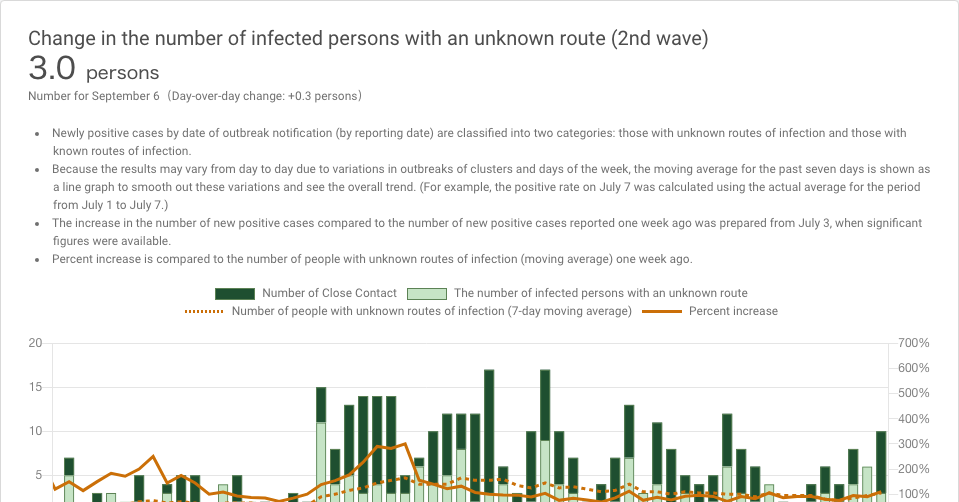 Change in the number of infected persons with an unknown route (2nd wave)
3.0 persons
Number for September 6 （Day-over-day change: +0.3 persons）
• Newly positive cases by date of outbreak notification (by reporting date) are classified into two categories: those with unknown routes of infection and those with
known routes of infection.
• Because the results may vary from day to day due to variations in outbreaks of clusters and days of the week, the moving average for the past seven days is shown as
a line graph to smooth out these variations and see the overall trend. (For example, the positive rate on July 7 was calculated using the actual average for the period
from July 1 to July 7.)
• The increase in the number of new positive cases compared to the number of new positive cases reported one week ago was prepared from July 3, when significant
figures were available.
• Percent increase is compared to the number of people with unknown routes of infection (moving average) one week ago.
Number of Close Contact The number of infected persons with an unknown route
Number of people with unknown routes of infection (7-day moving average) Percent increase
20 700%
600%
15 500%
400%
10 300%
5 200%
100%